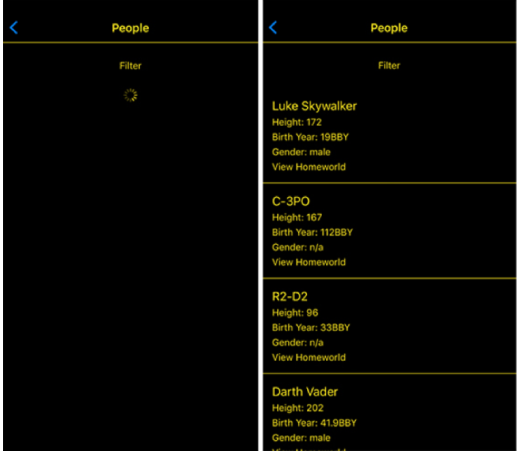 People
Filter
People
Filter
Luke Skywalker
Height: 172
Birth Year: 19BBY
Gender: male
View Homeworld
C-3PO
Height: 167
Birth Year: 112BBY
Gender: n/a
View Homeworld
R2-D2
Height: 96
Birth Year: 33BBY
Gender: n/a
View Homeworld
Darth Vader
Height: 202
Birth Year: 41.9BBY
Gender: male
View Homeworld